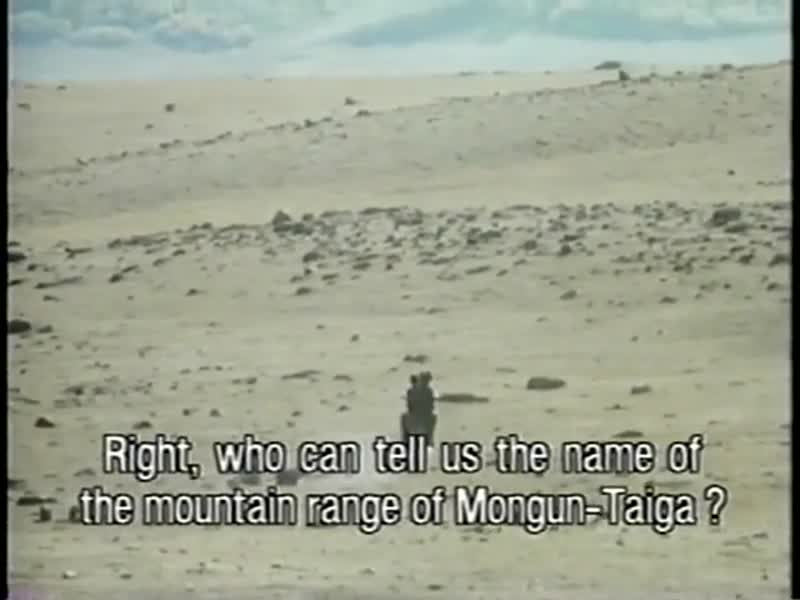 Right, who can tell us the name of
the mountain range of Mongun-Taiga ?